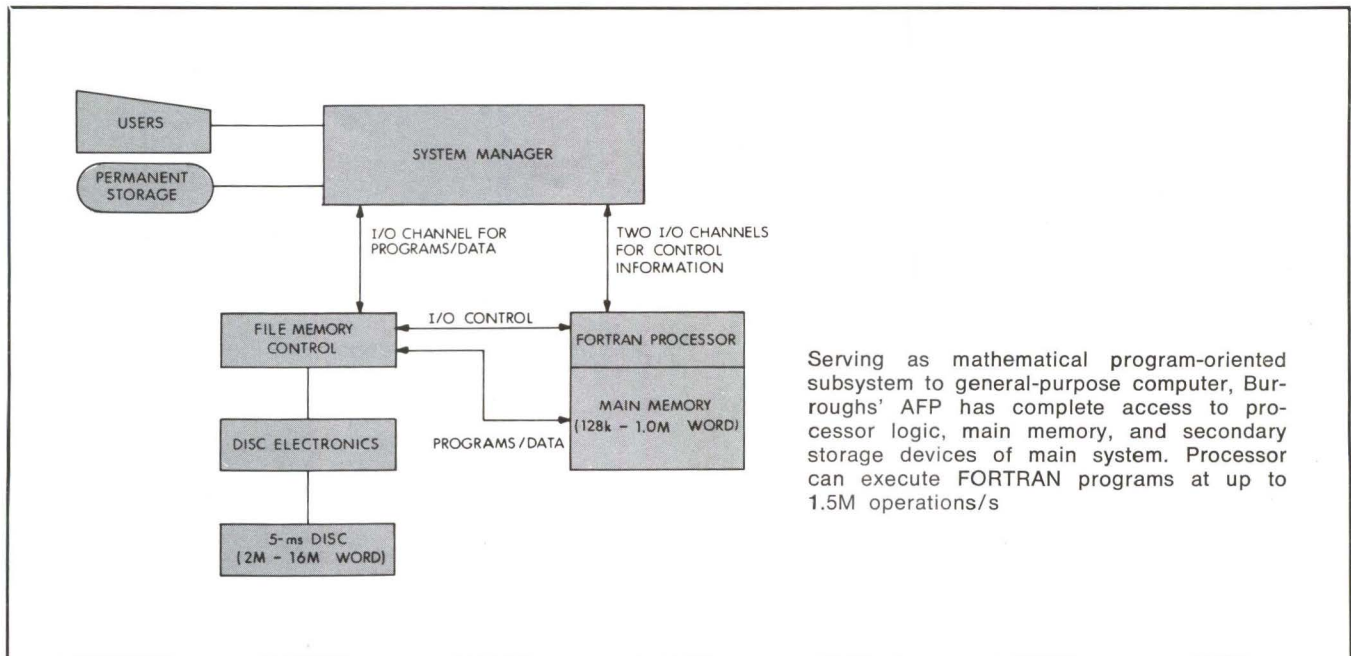 USERS
SYSTEM MANAGER
PERMANENT
STORAGE
I/O CHANNEL FOR
PROGRAMS/DATA
TWO I/O CHANNELS
FOR CONTROL
INFORMATION
FILE MEMORY
CONTROL
I/O CONTROL
FORTRAN PROCESSOR
MAIN MEMORY
(128k - 1.0M WORD)
PROGRAMS/DATA
DISC ELECTRONICS
5-ms DISC
(2M - 16M WORD)
Serving as mathematical program-oriented
subsystem to general-purpose computer, Bur-
roughs' AFP has complete access to pro-
cessor logic, main memory, and secondary
storage devices of main system. Processor
can execute FORTRAN programs at up to
1.5M operations/s